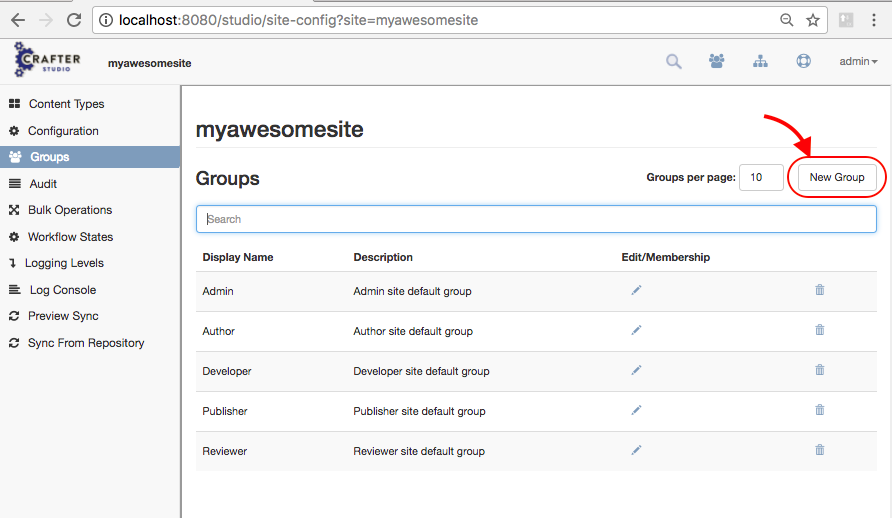 localhost:8080/studio/site-config?site=myawesomesite
CRAFTER
STUDIO
myawesomesite
admin
Content Types
Configuration
Groups
Audit
Bulk Operations
Workflow States
Logging Levels
Log Console
Preview Sync
Sync From Repository
myawesomesite
Groups
Groups per page: 10 New Group
Search
Display Name Description Edit/Membership
Admin Admin site default group
Author Author site default group
Developer Developer site default group
Publisher Publisher site default group
Reviewer Reviewer site default group